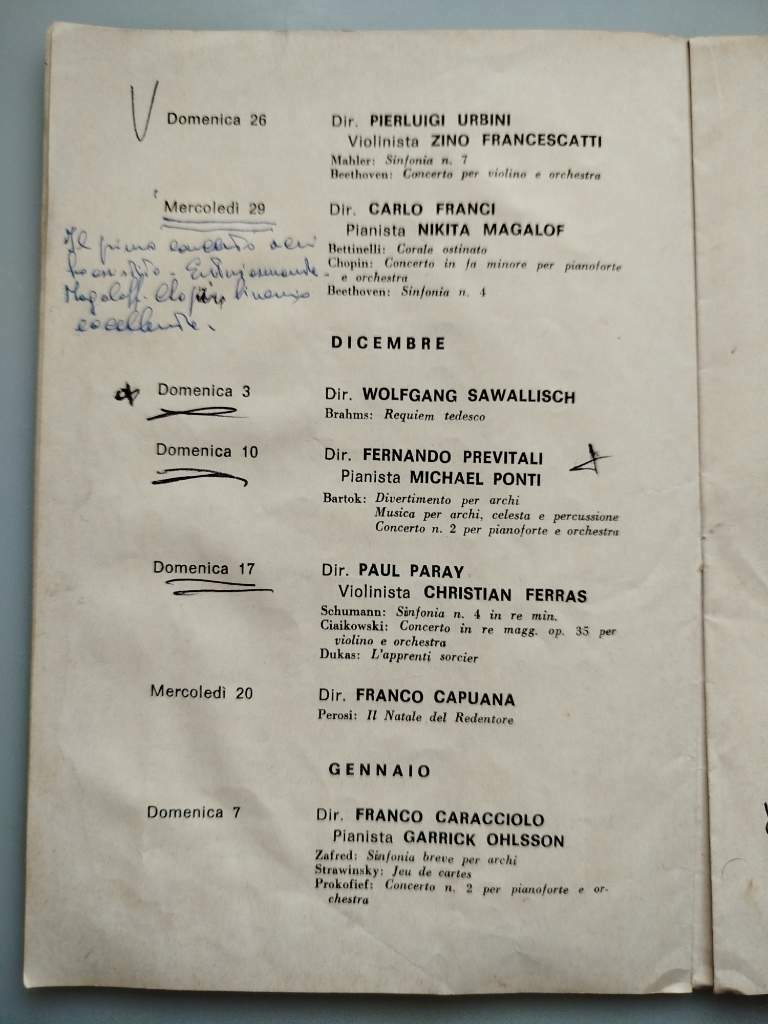 Domenica 26
Dir. PIERLUIGI URBINI
Violinista ZINO FRANCESCATTI
Mahler: Sinfonia n. 7
Beethoven: Concerto per violino e orchestra
Mercoledì 29
Dir. CARLO FRANCI
Pianista NIKITA MAGALOF
Bettinelli: Corale ostinato
Chopin: Concerto in fa minore per pianoforte
e orchestra
Beethoven: Sinfonia n. 4
Il primo concerto
Magaloff
eccellente.
DICEMBRE
Domenica 3
Dir. WOLFGANG SAWALLISCH
Brahms: Requiem tedesco
Domenica 10
Dir. FERNANDO PREVITALI
Pianista MICHAEL PONTI
Bartok: Divertimento per archi
Musica per archi, celesta e percussione
Concerto n. 2 per pianoforte e orchestra
Domenica 17
Dir. PAUL PARAY
Violinista CHRISTIAN FERRAS
Schumann: Sinfonia n. 4 in re min.
Ciaikowski: Concerto in re magg. op. 35 per
violino e orchestra
Dukas: L'apprenti sorcier
Mercoledì 20
Dir. FRANCO CAPUANA
Perosi: Il Natale del Redentore
GENNAIO
Domenica 7
Dir. FRANCO CARACCIOLO
Pianista GARRICK OHLSSON
Zafred: Sinfonia breve per archi
Strawinsky: Jeu de cartes
Prokofief: Concerto n. 2 per pianoforte e or-
chestra